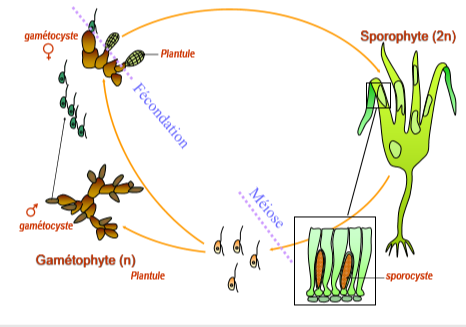 gamétocyste
♀
Plantule
Sporophyte (2n)
Fécondation
Méiose
♂
gamétocyste
Gamétophyte (n)
Plantule
sporocyste